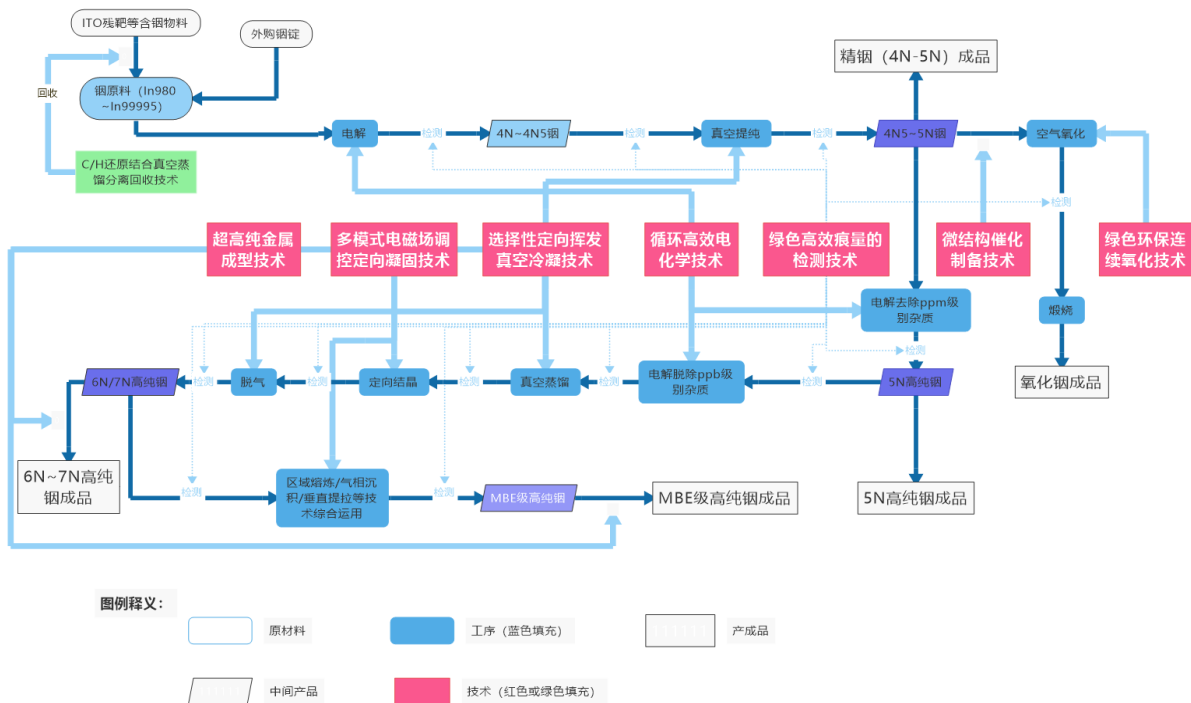 ITO残靶等含铟物料
外购铟锭
精铟（4N-5N）成品
回收
铟原料（In980
~In99995）
电解
检测
4N~4N5铟
检测
真空提纯
检测
4N5~5N铟
空气氧化
C/H还原结合真空蒸
馏分离回收技术
检测
超高纯金属
成型技术
多模式电磁场调
控定向凝固技术
选择性定向挥发
真空冷凝技术
循环高效电
化学技术
绿色高效痕量的
检测技术
微结构催化
制备技术
绿色环保连
续氧化技术
电解去除ppm级
别杂质
煅烧
检测
6N/7N高纯铟
检测
脱气
检测
定向结晶
检测
真空蒸馏
检测
电解脱除ppb级
别杂质
检测
5N高纯铟
氧化铟成品
6N~7N高纯
铟成品
检测
区域熔炼/气相沉
积/垂直提拉等技
术综合运用
检测
MBE级高纯铟
MBE级高纯铟成品
5N高纯铟成品
图例释义：
原材料
工序（蓝色填充）
产成品
中间产品
技术（红色或绿色填充）